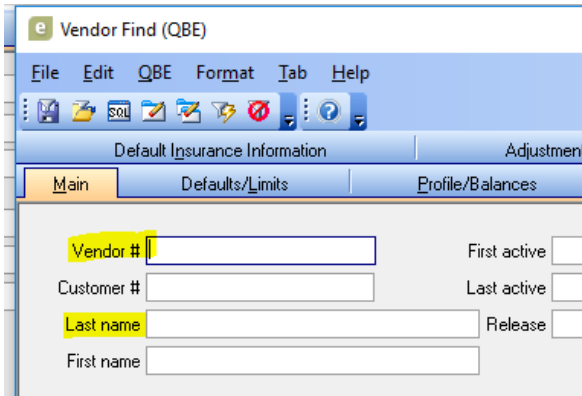 e Vendor Find (QBE)
File Edit QBE Format Tab Help
SQL ?
Default Insurance Information Adjustmen
Main Defaults/Limits Profile/Balances
Vendor # First active
Customer # Last active
Last name Release
First name